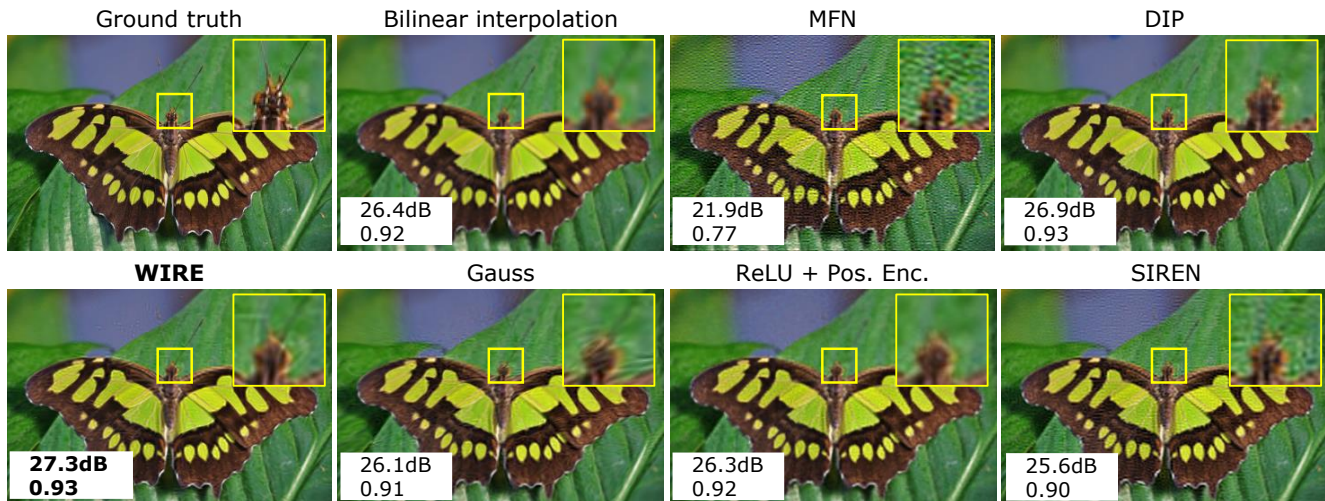 Ground truth
Bilinear interpolation
MFN
DIP
26.4dB
0.92
21.9dB
0.77
26.9dB
0.93
WIRE
Gauss
ReLU + Pos. Enc.
SIREN
27.3dB
0.93
26.1dB
0.91
26.3dB
0.92
25.6dB
0.90